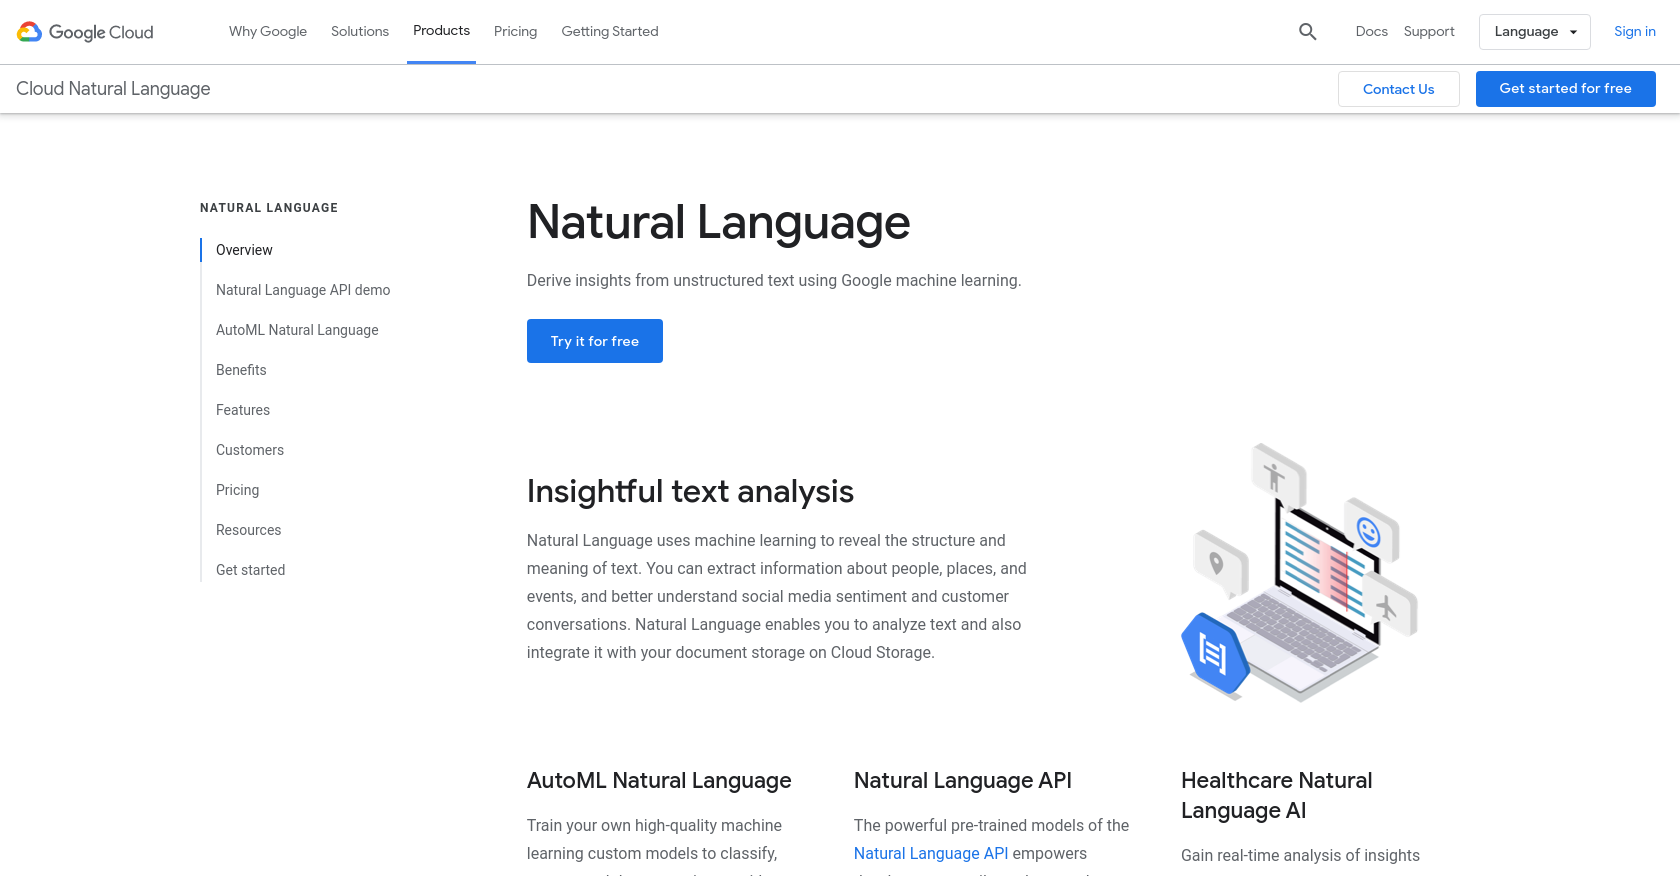 Google Cloud
Why Google
Solutions
Products
Pricing
Getting Started
Docs
Support
Language
Sign in
Cloud Natural Language
Contact Us
Get started for free
NATURAL LANGUAGE
Overview
Natural Language API demo
AutoML Natural Language
Benefits
Features
Customers
Pricing
Resources
Get started
Natural Language
Derive insights from unstructured text using Google machine learning.
Try it for free
Insightful text analysis
Natural Language uses machine learning to reveal the structure and
meaning of text. You can extract information about people, places, and
events, and better understand social media sentiment and customer
conversations. Natural Language enables you to analyze text and also
integrate it with your document storage on Cloud Storage.
AutoML Natural Language
Train your own high-quality machine
learning custom models to classify,
Natural Language API
The powerful pre-trained models of the
Natural Language API empowers
Healthcare Natural
Language AI
Gain real-time analysis of insights